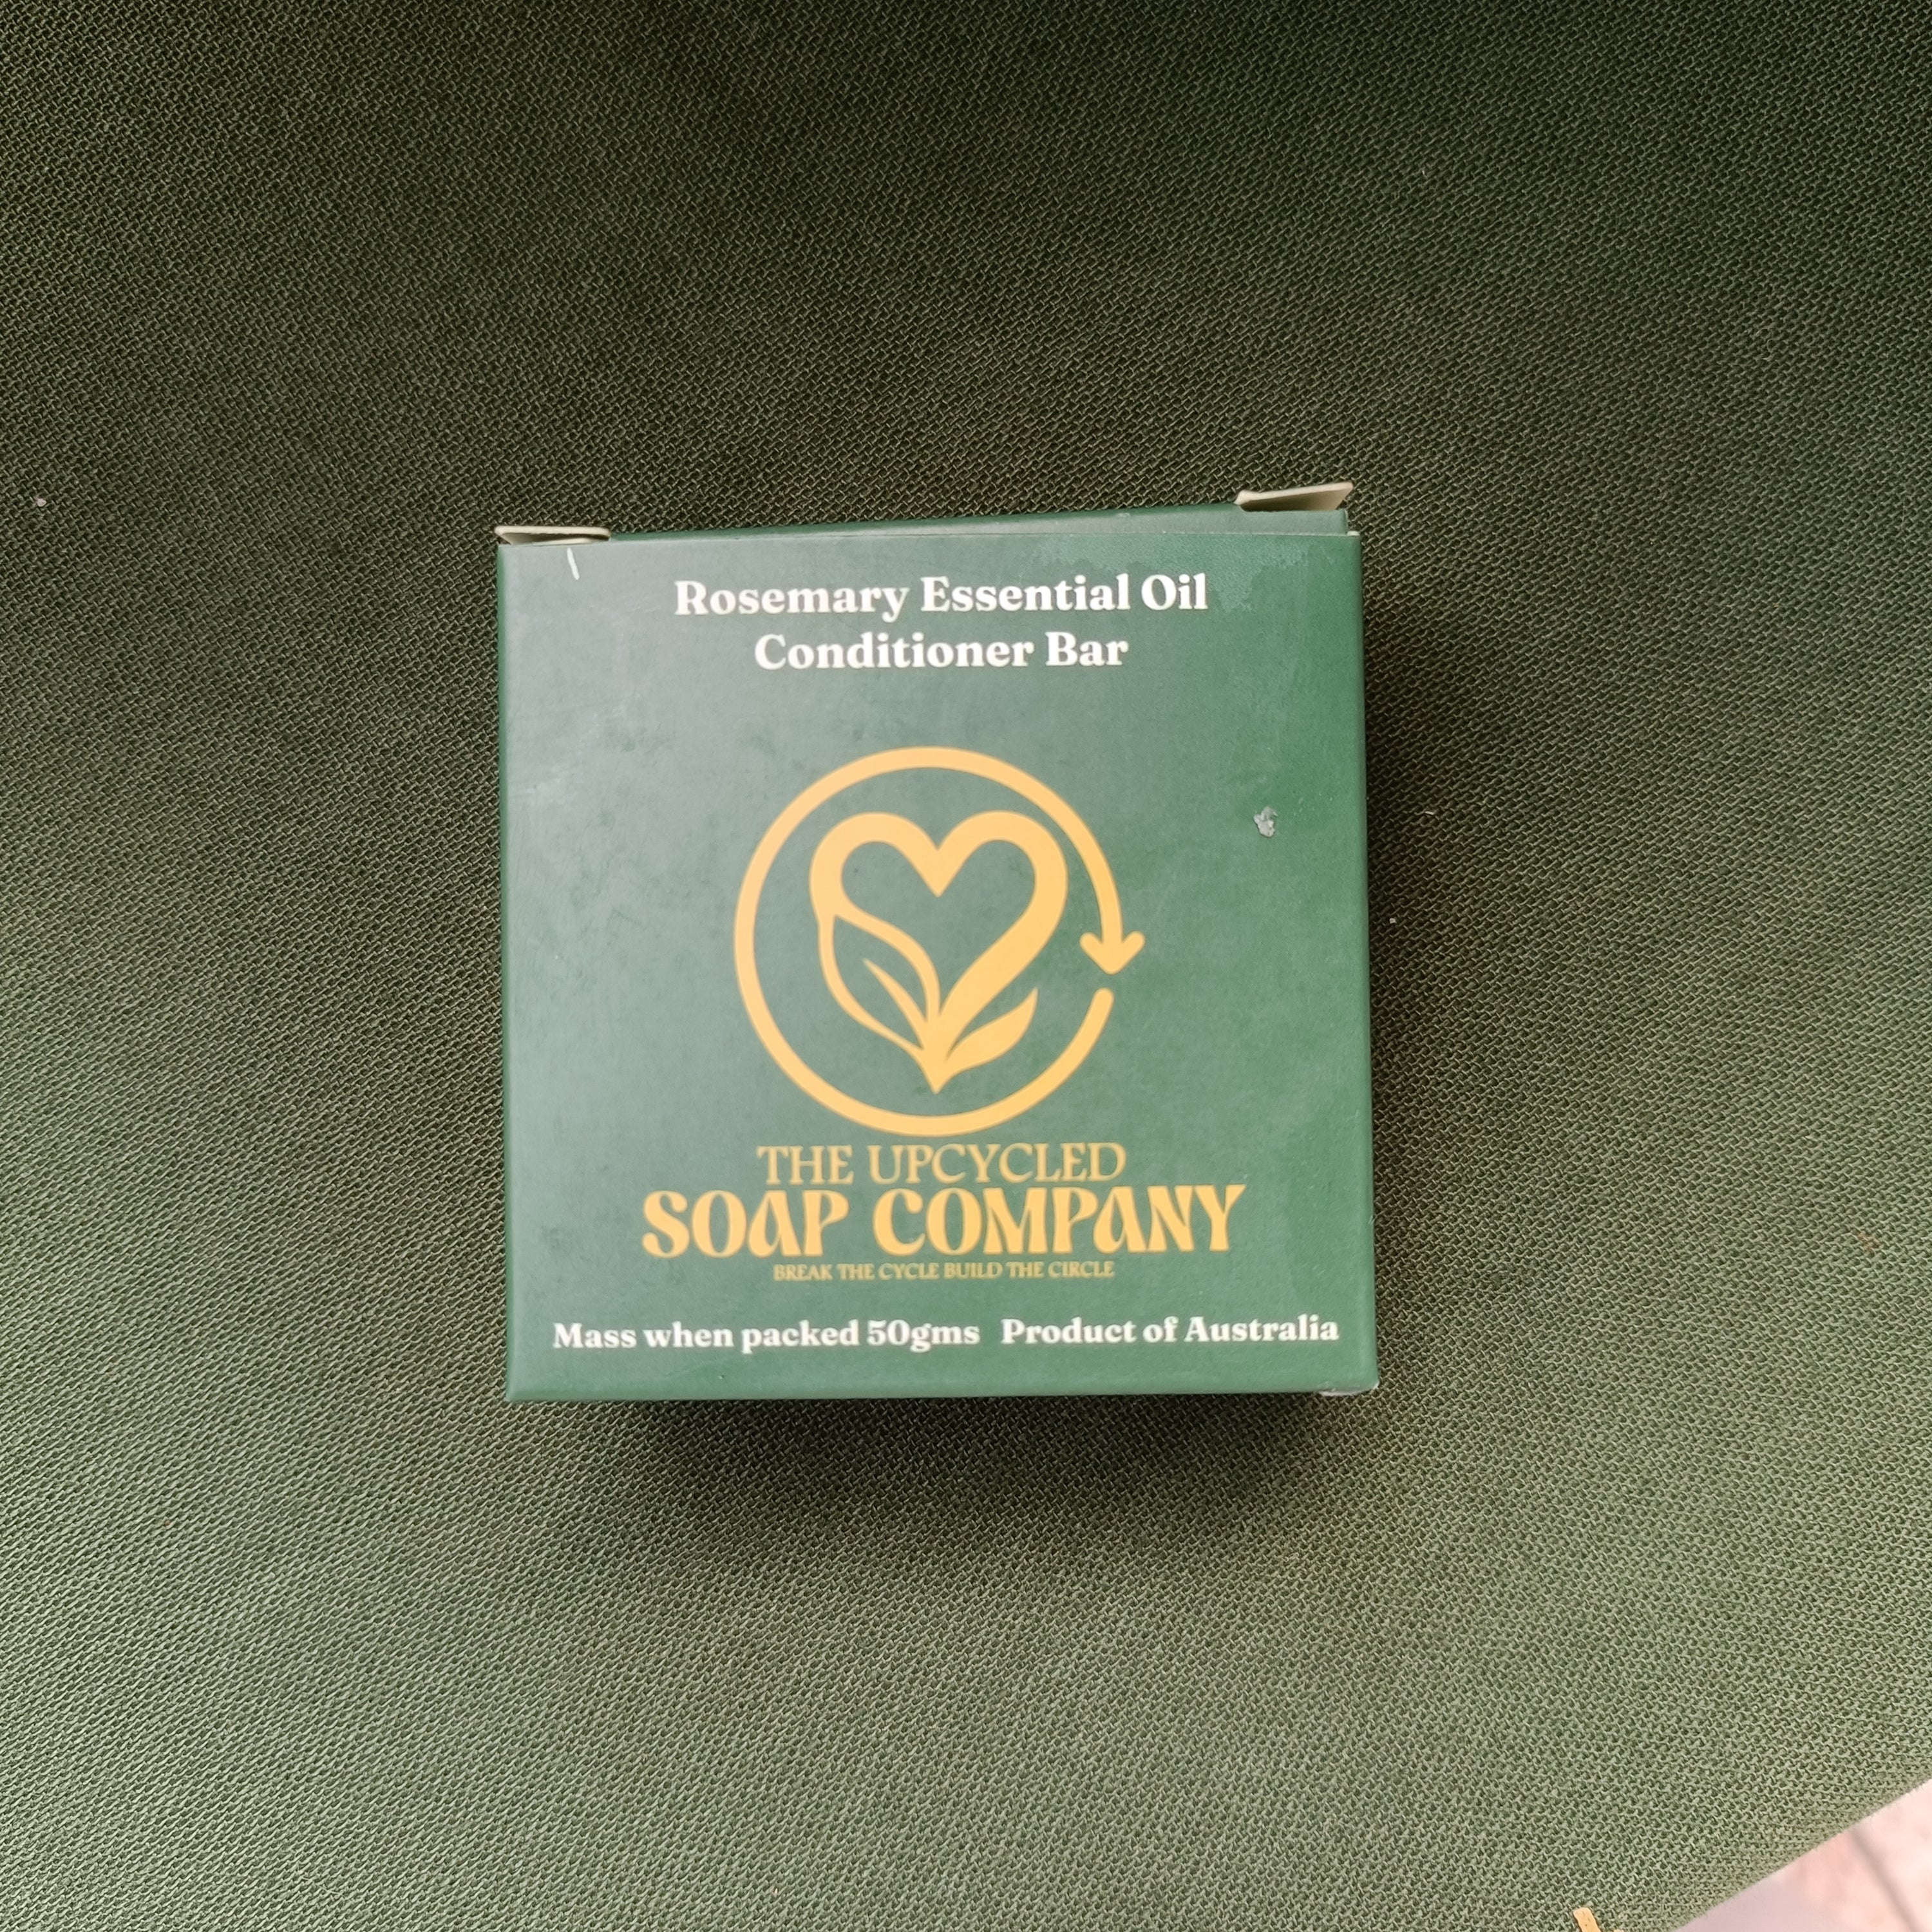 Rosemary Essential Oil
Conditioner Bar
THE UPCYCLED
SOAP COMPANY
BREAK THE CYCLE BUILD THE CIRCLE
Mass when packed 50gms Product of Australia